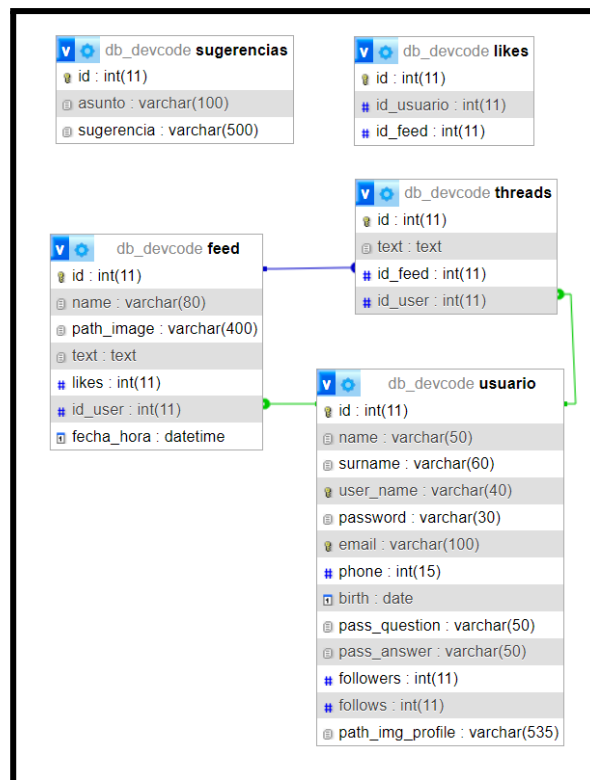 db_devcode sugerencias
id : int(11)
asunto : varchar(100)
sugerencia : varchar(500)
db_devcode likes
id : int(11)
id_usuario : int(11)
id_feed : int(11)
db_devcode threads
id : int(11)
text : text
id_feed : int(11)
id_user : int(11)
db_devcode feed
id : int(11)
name : varchar(80)
path_image : varchar(400)
text : text
likes : int(11)
id_user : int(11)
fecha_hora : datetime
db_devcode usuario
id : int(11)
name : varchar(50)
surname : varchar(60)
user_name : varchar(40)
password : varchar(30)
email : varchar(100)
phone : int(15)
birth : date
pass_question : varchar(50)
pass_answer : varchar(50)
followers : int(11)
follows : int(11)
path_img_profile : varchar(535)